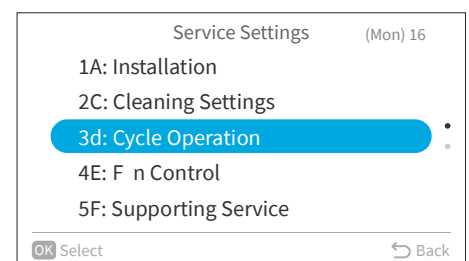 Service Settings (Mon) 16
1A: Installation
2C: Cleaning Settings
3d: Cycle Operation
4E: F n Control
5F: Supporting Service
OK Select Back